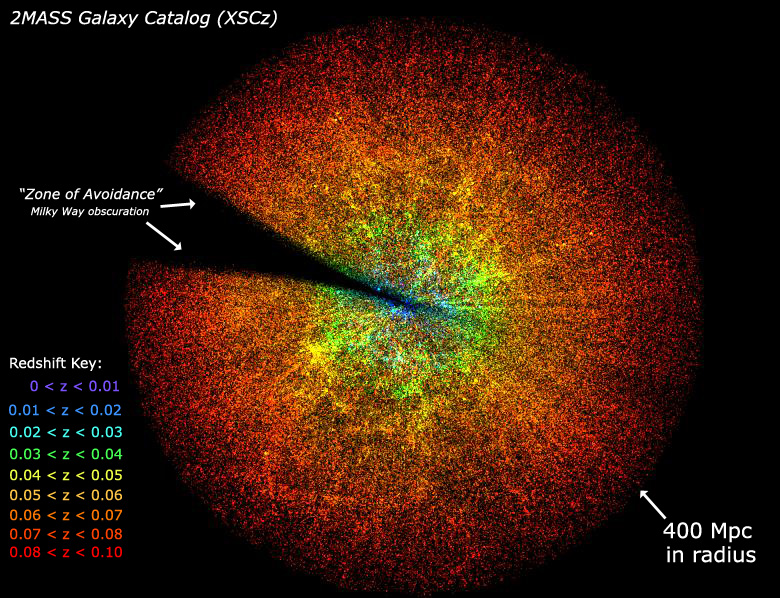 2MASS Galaxy Catalog (XSCz)
“Zone of Avoidance”
Milky Way obscuration
Redshift Key:
0 < z < 0.01
0.01 < z < 0.02
0.02 < z < 0.03
0.03 < z < 0.04
0.04 < z < 0.05
0.05 < z < 0.06
0.06 < z < 0.07
0.07 < z < 0.08
0.08 < z < 0.10
400 Mpc
in radius